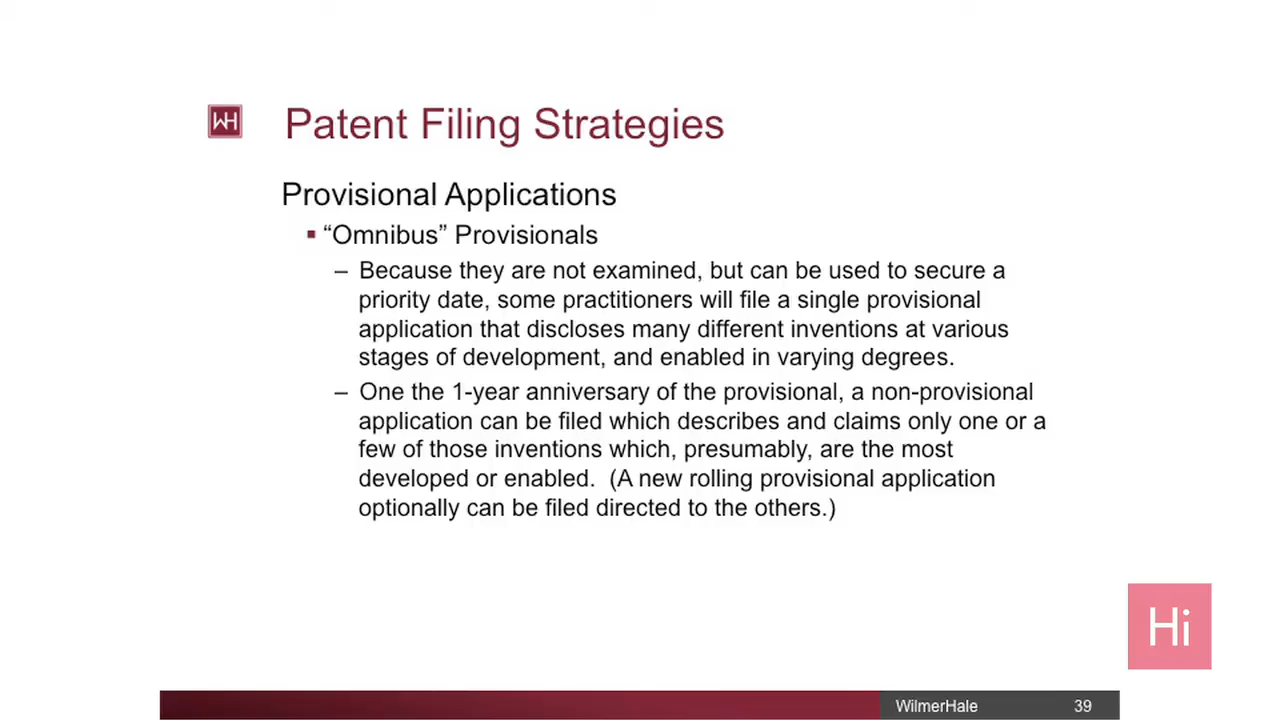 WH
Patent Filing Strategies
Provisional Applications
▪ “Omnibus” Provisionals
– Because they are not examined, but can be used to secure a
priority date, some practitioners will file a single provisional
application that discloses many different inventions at various
stages of development, and enabled in varying degrees.
– One the 1-year anniversary of the provisional, a non-provisional
application can be filed which describes and claims only one or a
few of those inventions which, presumably, are the most
developed or enabled.  (A new rolling provisional application
optionally can be filed directed to the others.)
Hi
WilmerHale 39